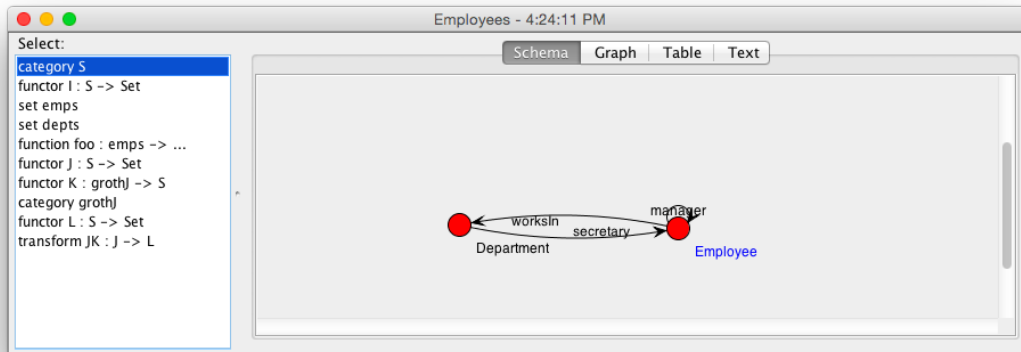 Employees - 4:24:11 PM
Select:
category S
functor I : S -> Set
set emps
set depts
function foo : emps -> ...
functor J : S -> Set
functor K : grothJ -> S
category grothJ
functor L : S -> Set
transform JK : J -> L
Schema Graph Table Text
manager
worksIn
secretary
Department
Employee